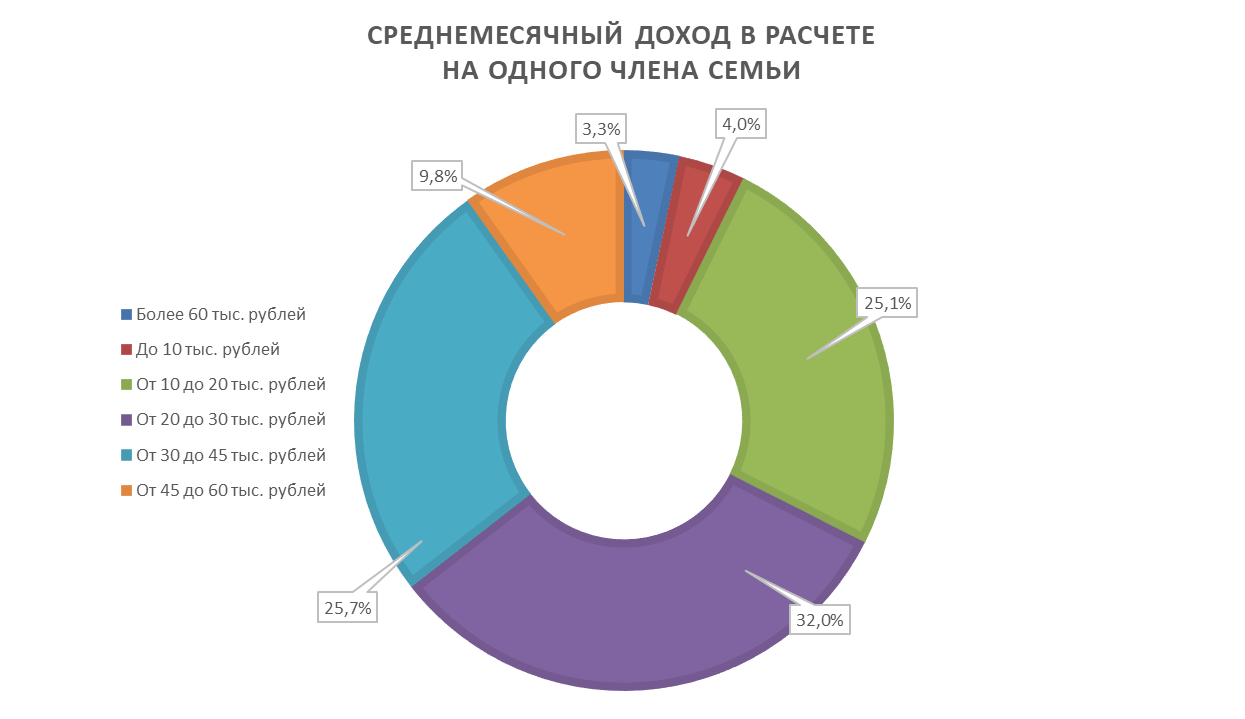 СРЕДНЕМЕСЯЧНЫЙ ДОХОД В РАСЧЕТЕ
НА ОДНОГО ЧЛЕНА СЕМЬИ
3,3%
4,0%
9,8%
25,1%
Более 60 тыс. рублей
До 10 тыс. рублей
От 10 до 20 тыс. рублей
От 20 до 30 тыс. рублей
От 30 до 45 тыс. рублей
От 45 до 60 тыс. рублей
25,7%
32,0%